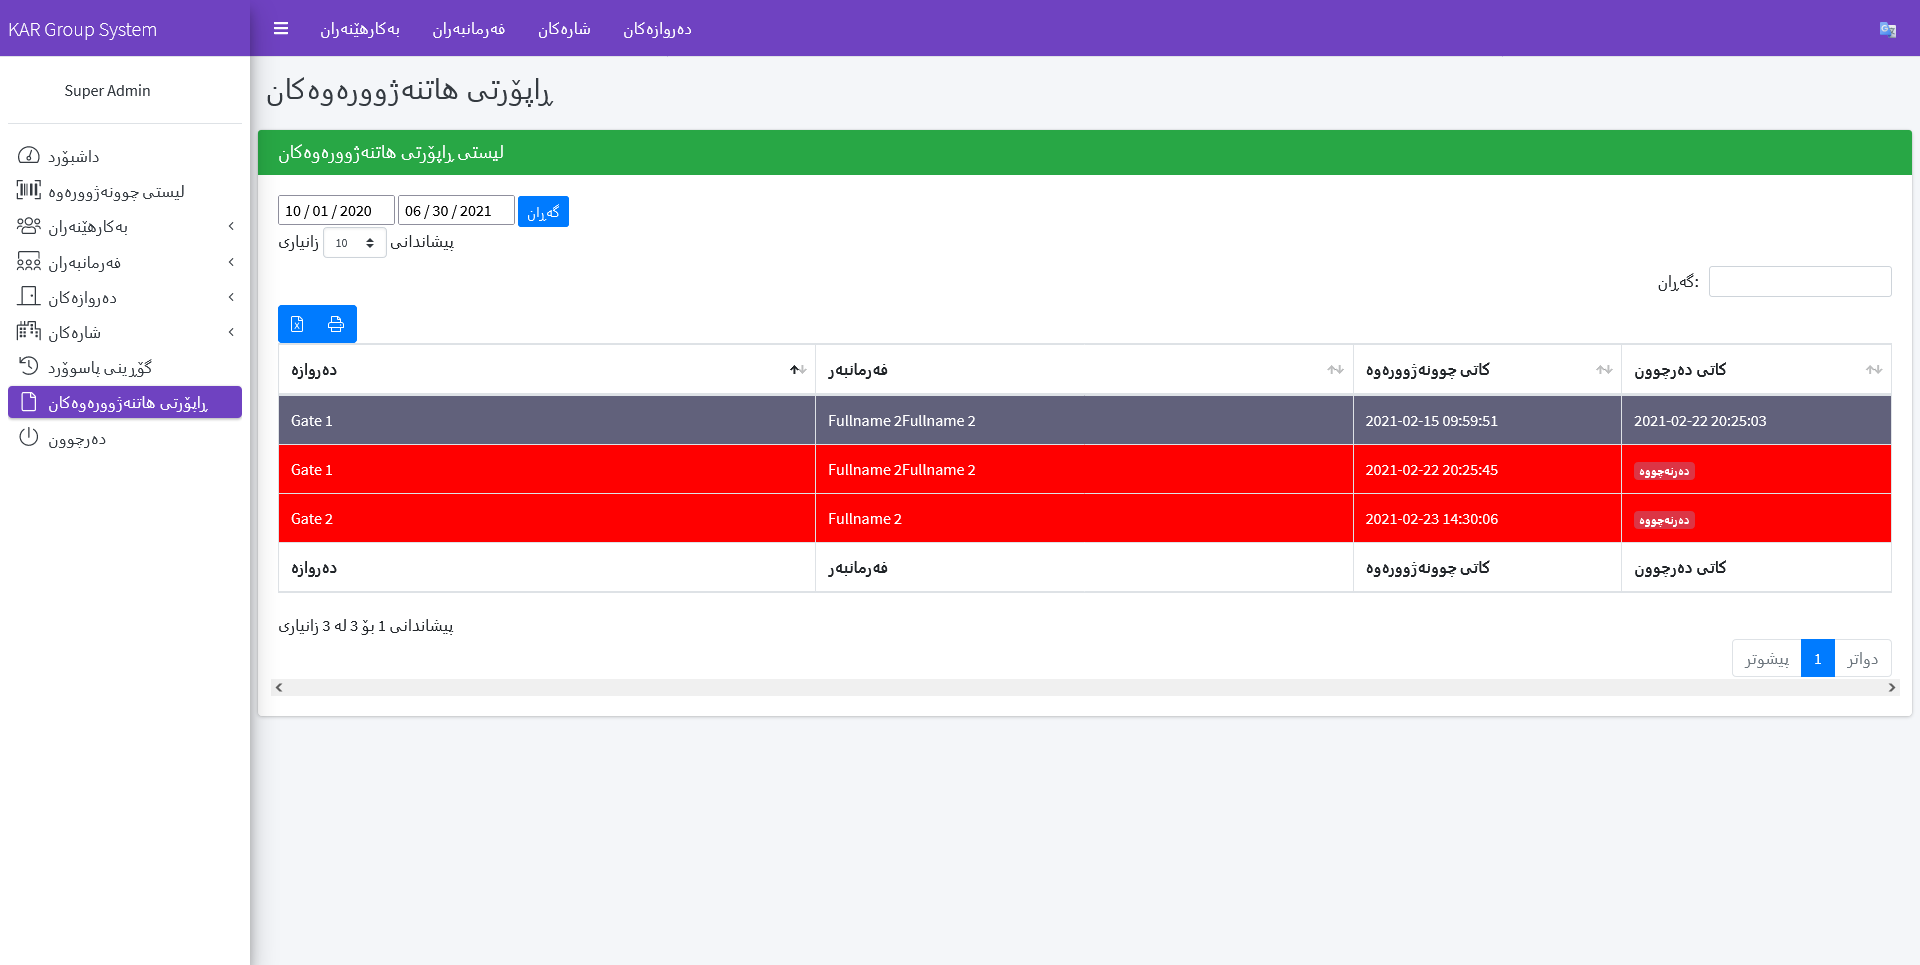 KAR Group System
بەکارهێنەران
فەرمانبەران
شارەکان
دەروازەکان
Super Admin
داشبۆرد
لیستی چوونەژوورەوە
بەکارهێنەران
فەرمانبەران
دەروازەکان
شارەکان
گۆڕینی پاسوۆرد
ڕاپۆرتی هاتنەژوورەوەکان
دەرچوون
ڕاپۆرتی هاتنەژوورەوەکان
لیستی ڕاپۆرتی هاتنەژوورەوەکان
10 / 01 / 2020 06 / 30 / 2021 گەڕان
پیشاندانی 10 زانیاری
گەڕان:
دەروازە فەرمانبەر کاتی چوونەژوورەوە کاتی دەرچوون
Gate 1 Fullname 2Fullname 2 2021-02-15 09:59:51 2021-02-22 20:25:03
Gate 1 Fullname 2Fullname 2 2021-02-22 20:25:45 دەرنەچووە
Gate 2 Fullname 2 2021-02-23 14:30:06 دەرنەچووە
دەروازە فەرمانبەر کاتی چوونەژوورەوە کاتی دەرچوون
پیشاندانی 1 بۆ 3 لە 3 زانیاری
پیشوتر 1 دواتر